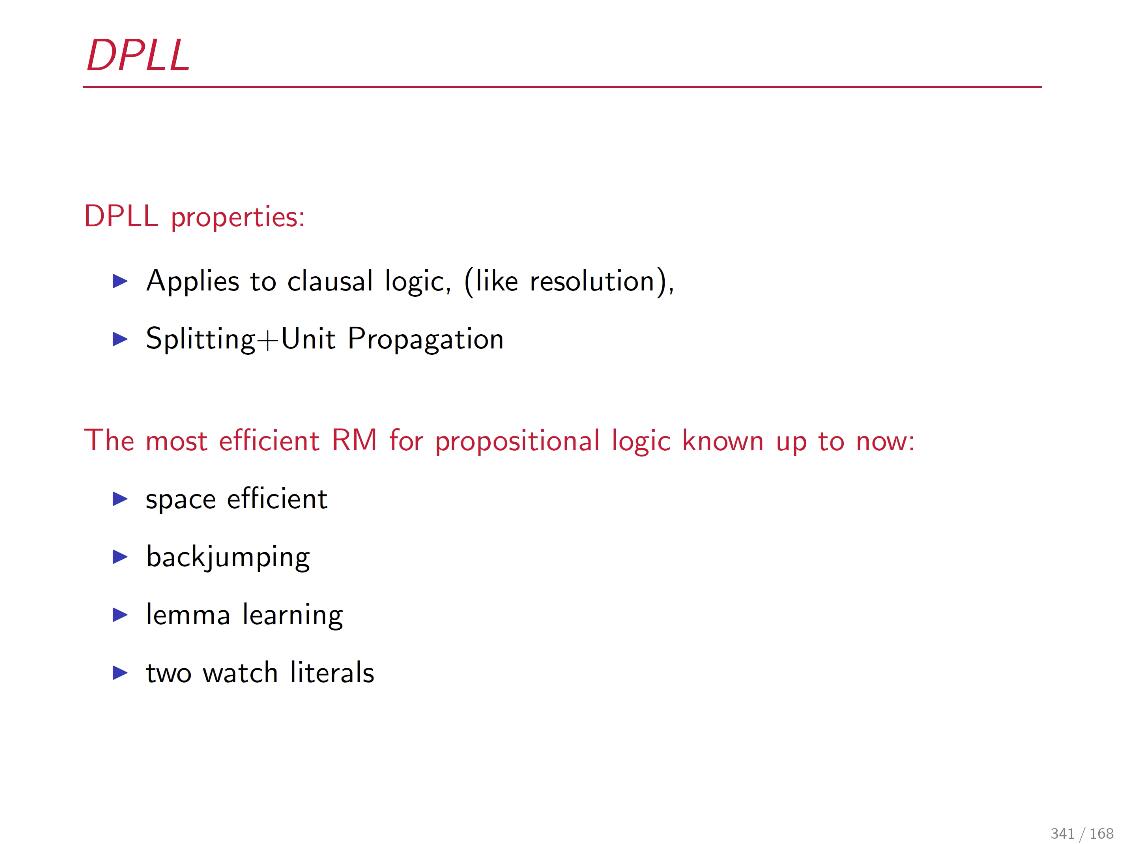 DPLL
DPLL properties:
▶ Applies to clausal logic, (like resolution),
▶ Splitting+Unit Propagation
The most efficient RM for propositional logic known up to now:
▶ space efficient
▶ backjumping
▶ lemma learning
▶ two watch literals
341 / 168